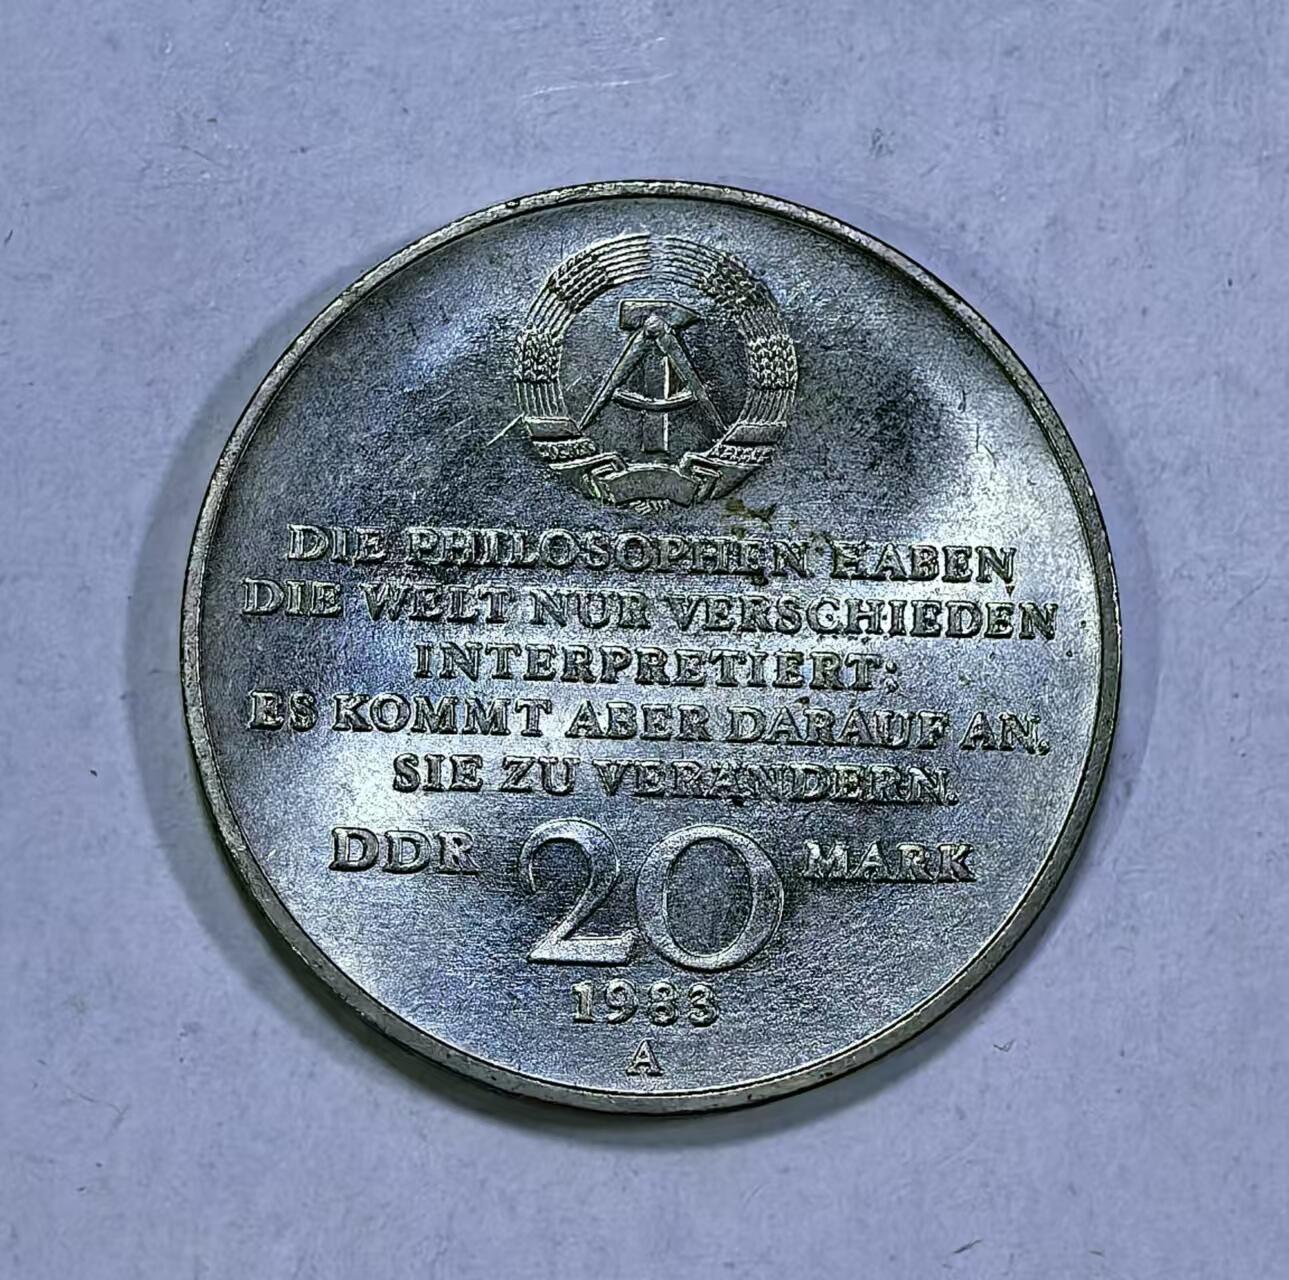 DIE PHILOSOPHEN HABEN
DIE WELT NUR VERSCHIEDEN
INTERPRETIERT:
ES KOMMT ABER DARAUF AN,
SIE ZU VERÄNDERN.
DDR 20 MARK
1983
A